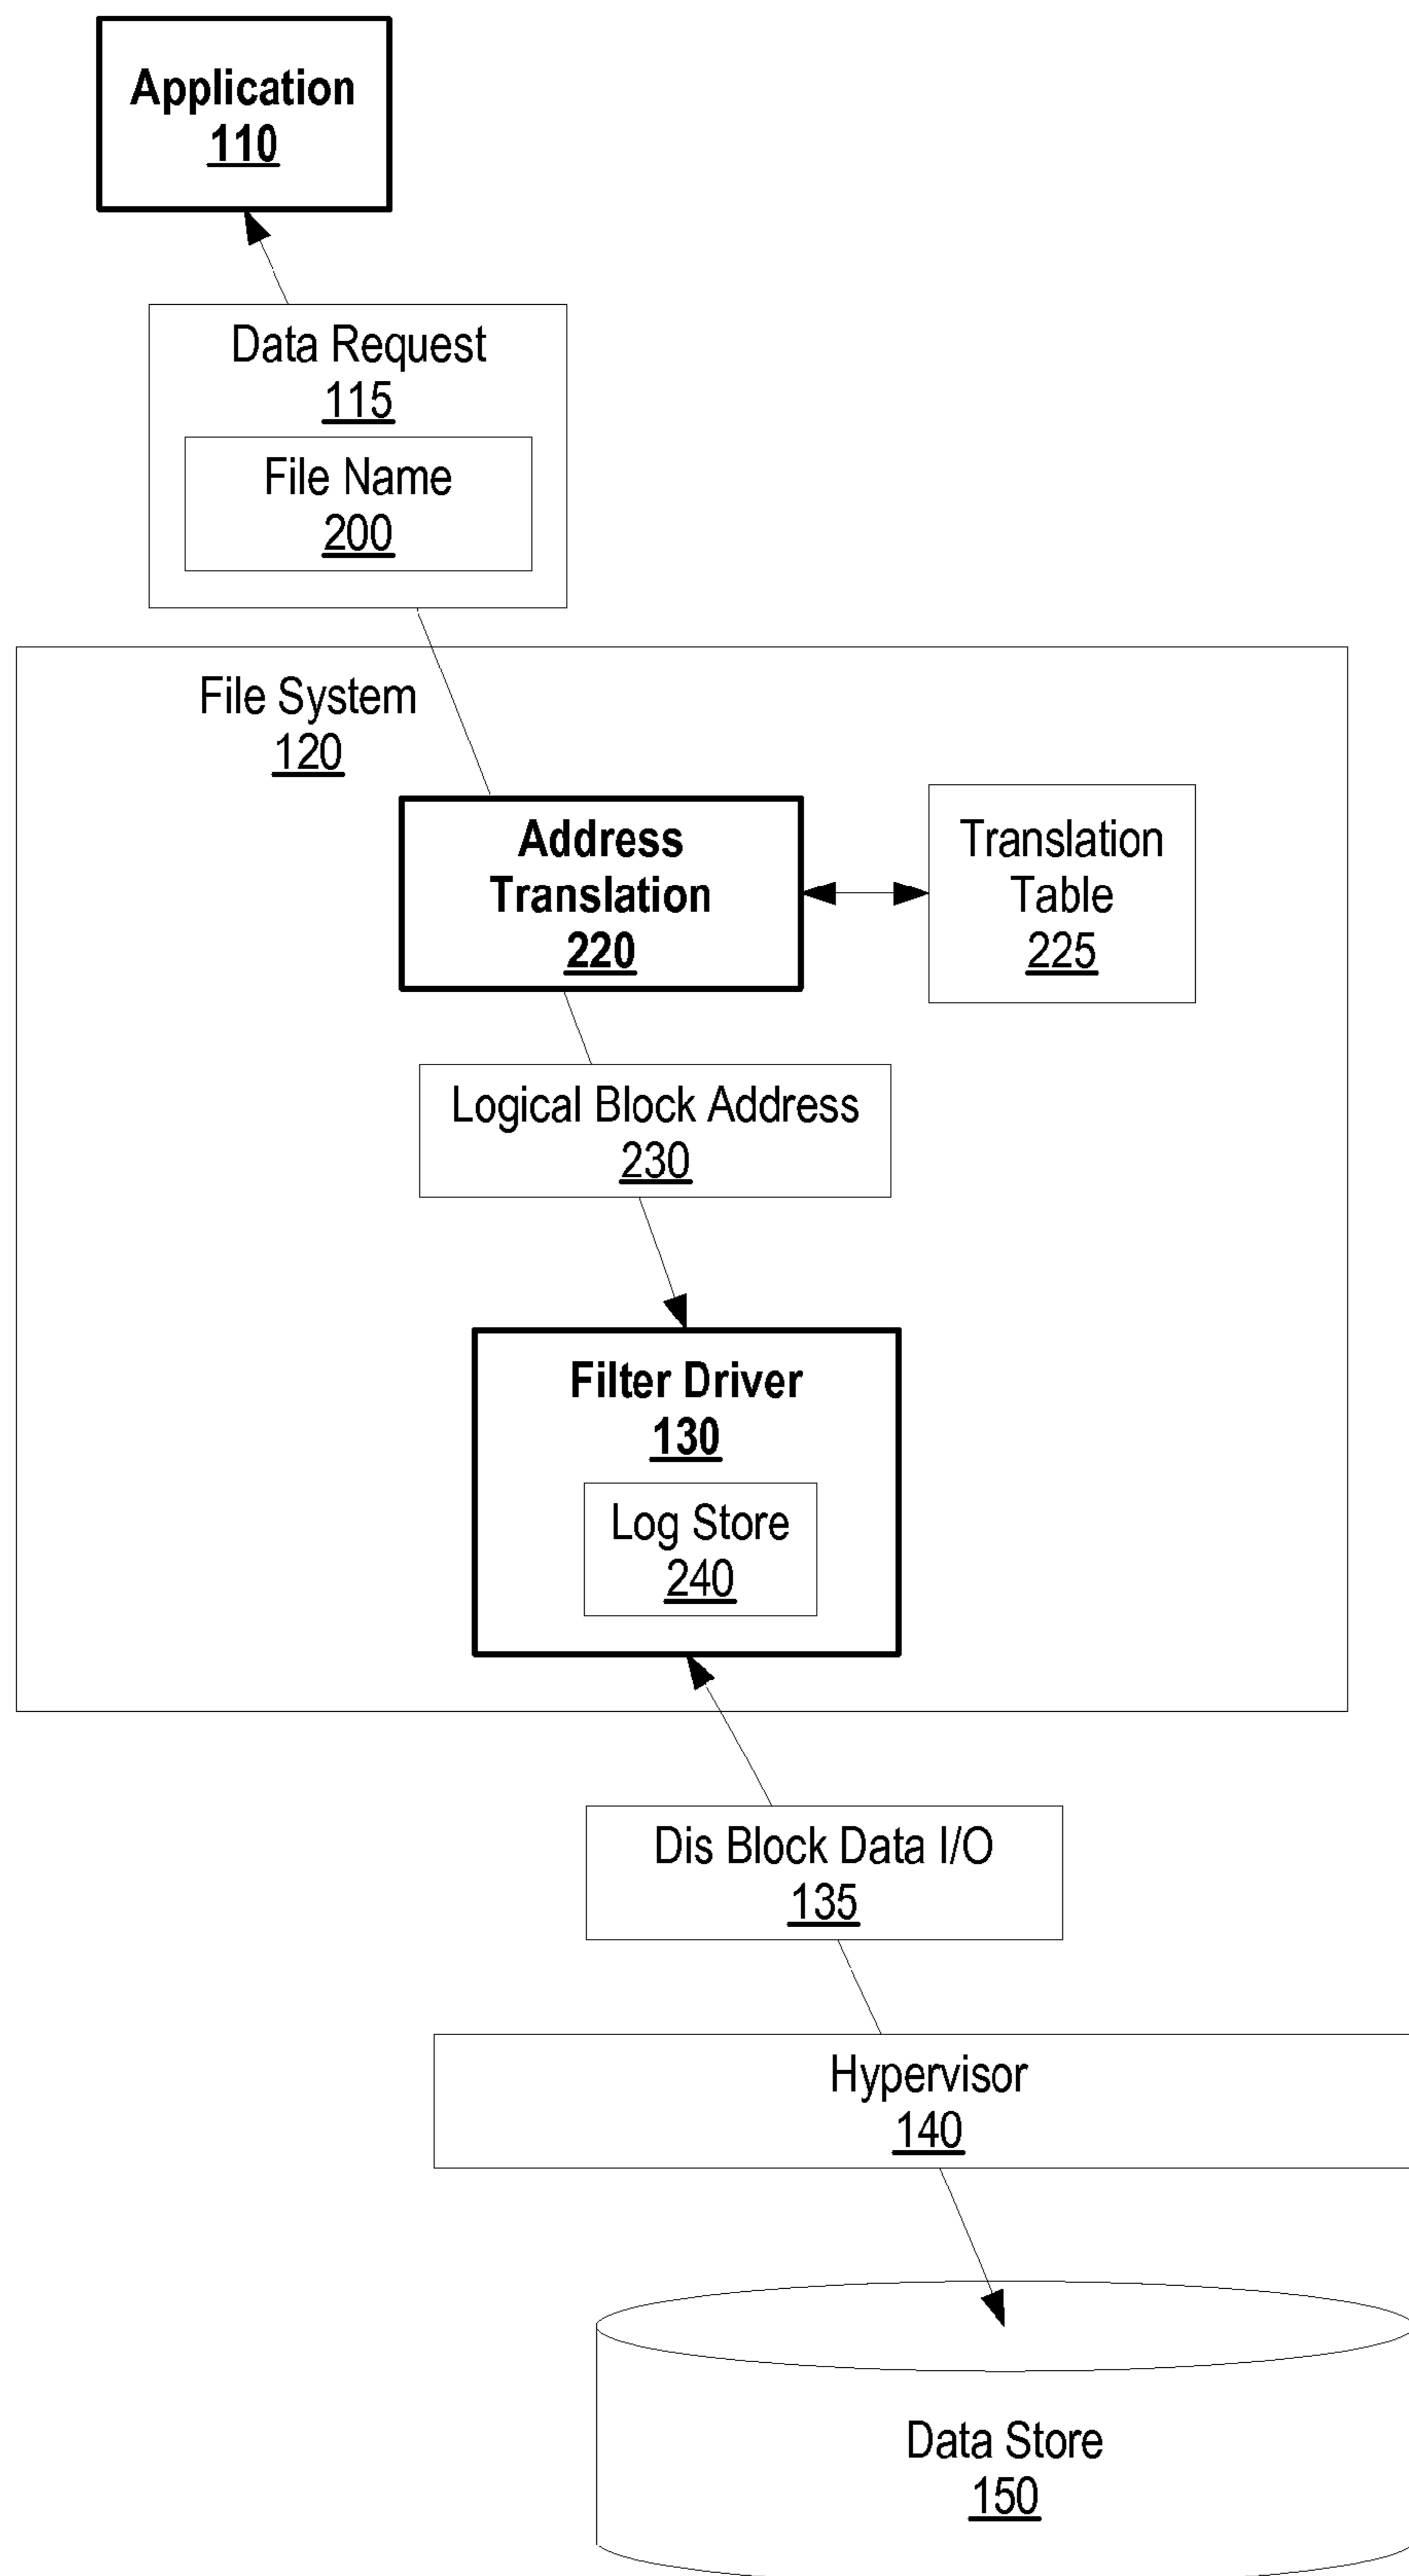 Application
110
Data Request
115
File Name
200
File System
120
Address
Translation
220
Translation
Table
225
Logical Block Address
230
Filter Driver
130
Log Store
240
Dis Block Data I/O
135
Hypervisor
140
Data Store
150